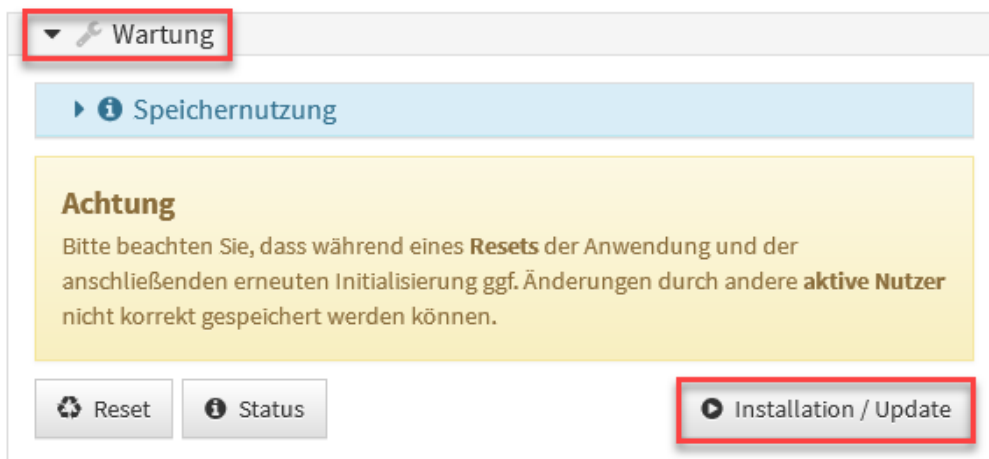 Wartung
Speichernutzung
Achtung
Bitte beachten Sie, dass während eines Resets der Anwendung und der
anschließenden erneuten Initialisierung ggf. Änderungen durch andere aktive Nutzer
nicht korrekt gespeichert werden können.
Reset Status Installation / Update